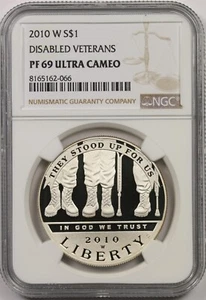 2010 W S$1
DISABLED VETERANS
PF 69 ULTRA CAMEO
8165162-066
NUMISMATIC GUARANTY COMPANY
NGC
THEY STOOD UP FOR US
IN GOD WE TRUST
2010
W
LIBERTY